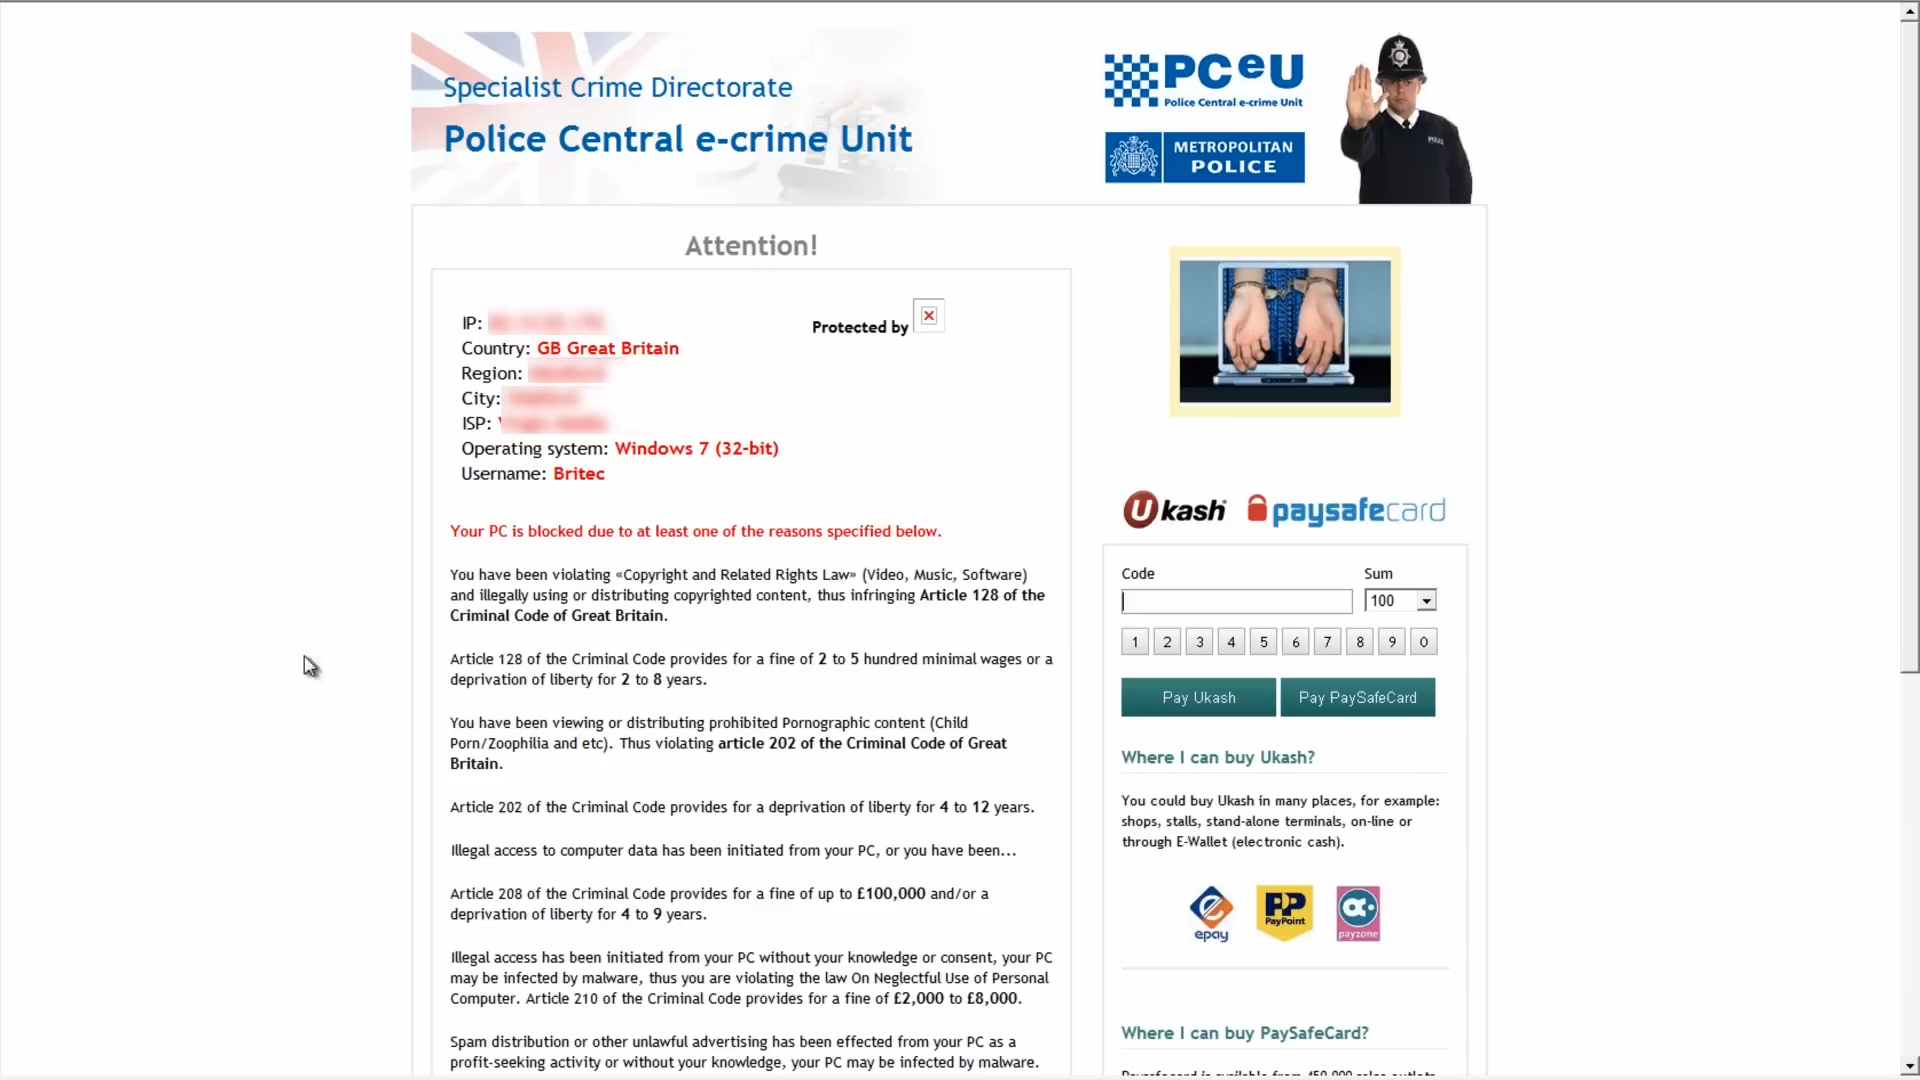 Specialist Crime Directorate
Police Central e-crime Unit
PCeU
Police Central e-crime Unit
METROPOLITAN
POLICE
POLICE
Attention!
IP:
Protected by
Country: GB Great Britain
Region:
City:
ISP:
Operating system: Windows 7 (32-bit)
Username: Britec
Your PC is blocked due to at least one of the reasons specified below.
You have been violating «Copyright and Related Rights Law» (Video, Music, Software)
and illegally using or distributing copyrighted content, thus infringing Article 128 of the
Criminal Code of Great Britain.
Article 128 of the Criminal Code provides for a fine of 2 to 5 hundred minimal wages or a
deprivation of liberty for 2 to 8 years.
You have been viewing or distributing prohibited Pornographic content (Child
Porn/Zoophilia and etc). Thus violating article 202 of the Criminal Code of Great
Britain.
Article 202 of the Criminal Code provides for a deprivation of liberty for 4 to 12 years.
Illegal access to computer data has been initiated from your PC, or you have been...
Article 208 of the Criminal Code provides for a fine of up to £100,000 and/or a
deprivation of liberty for 4 to 9 years.
Illegal access has been initiated from your PC without your knowledge or consent, your PC
may be infected by malware, thus you are violating the law On Neglectful Use of Personal
Computer. Article 210 of the Criminal Code provides for a fine of £2,000 to £8,000.
Spam distribution or other unlawful advertising has been effected from your PC as a
profit-seeking activity or without your knowledge, your PC may be infected by malware.
Ukash paysafecard
Code Sum
100
1 2 3 4 5 6 7 8 9 0
Pay Ukash Pay PaySafeCard
Where I can buy Ukash?
You could buy Ukash in many places, for example:
shops, stalls, stand-alone terminals, on-line or
through E-Wallet (electronic cash).
epay PayPoint payzone
Where I can buy PaySafeCard?
Paysafecard is available from 450,000 sales outlets